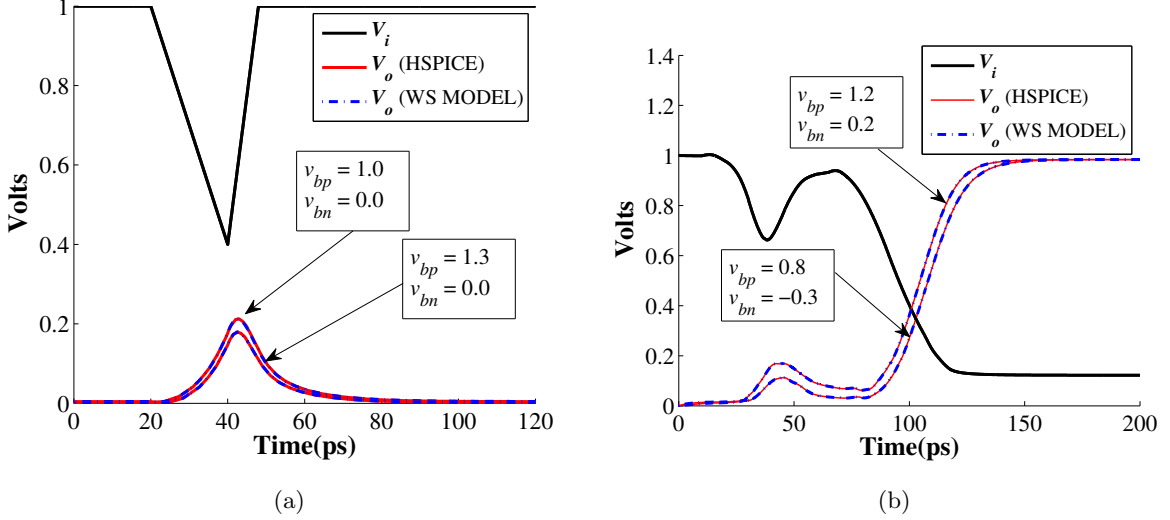 1
0.8
0.6
0.4
0.2
0
0 20 40 60 80 100 120
Volts
Time(ps)
V_i
V_o (HSPICE)
V_o (WS MODEL)
v_bp = 1.0
v_bn = 0.0
v_bp = 1.3
v_bn = 0.0
(a)
1.4
1.2
1
0.8
0.6
0.4
0.2
0
0 50 100 150 200
Volts
Time(ps)
V_i
V_o (HSPICE)
V_o (WS MODEL)
v_bp = 1.2
v_bn = 0.2
v_bp = 0.8
v_bn = −0.3
(b)